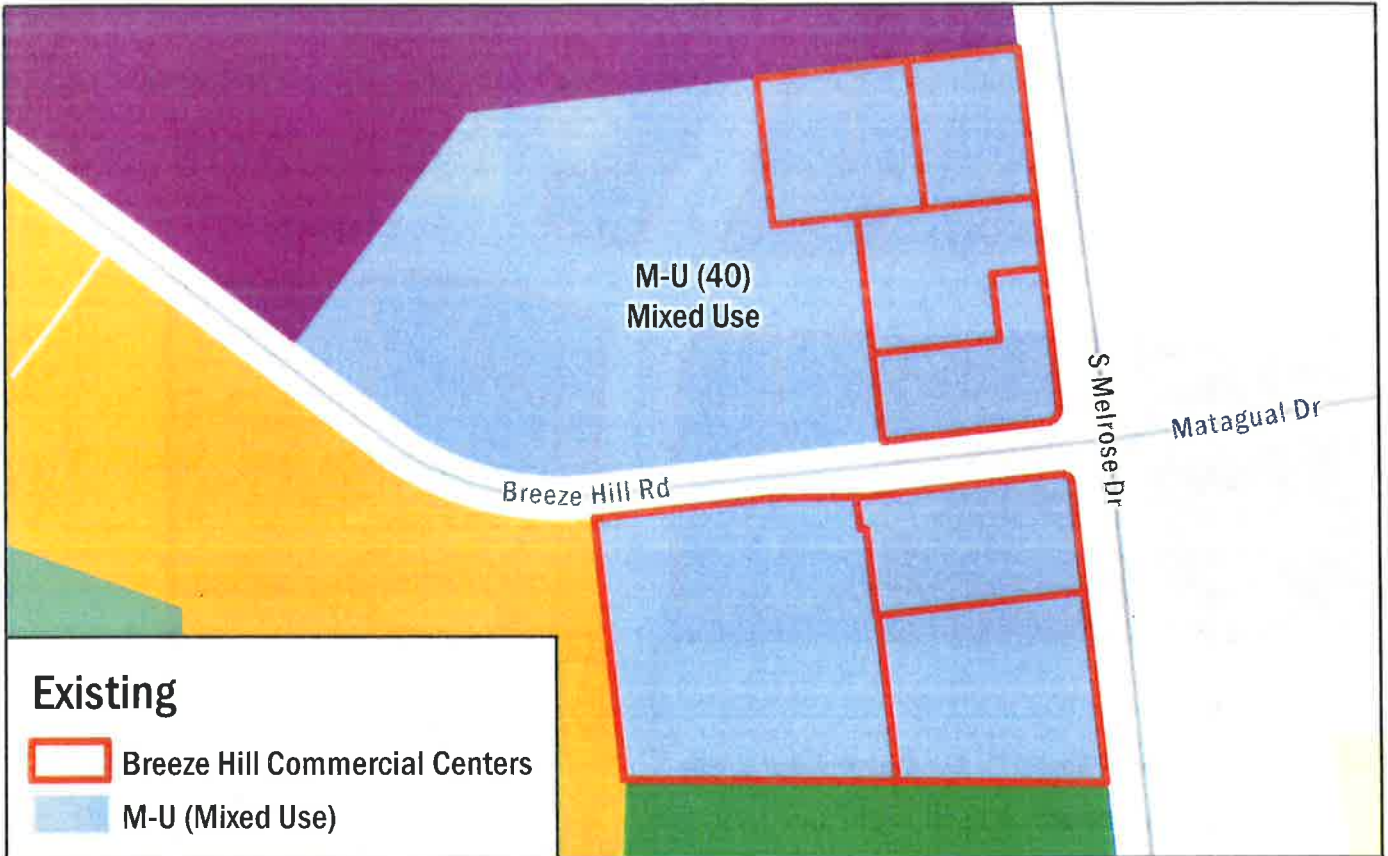 M-U (40)
Mixed Use
S Melrose Dr
Matagual Dr
Breeze Hill Rd
Existing
Breeze Hill Commercial Centers
M-U (Mixed Use)